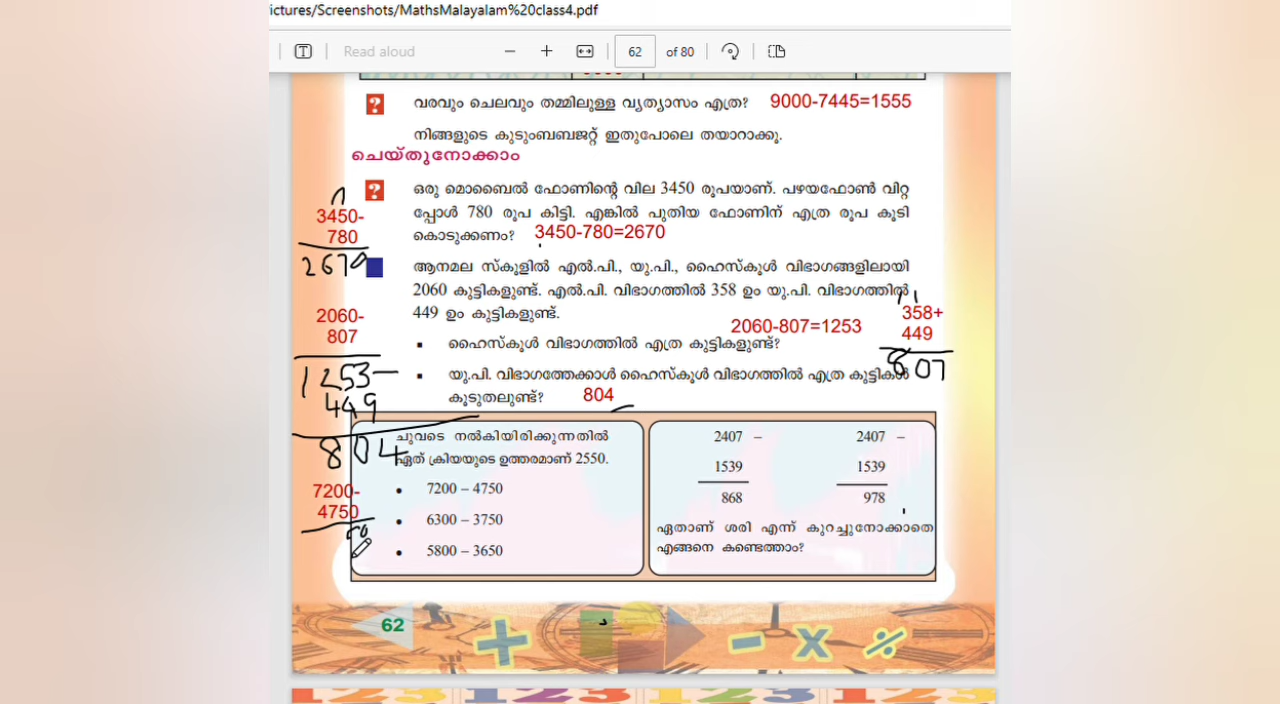 ictures/Screenshots/MathsMalayalam%20class4.pdf
Read aloud
62 of 80
വരവും ചെലവും തമ്മിലുള്ള വ്യത്യാസം എത്ര? 9000-7445=1555
നിങ്ങളുടെ കുടുംബബജറ്റ് ഇതുപോലെ തയാറാക്കൂ.
ചെയ്തുനോക്കാം
ഒരു മൊബൈൽ ഫോണിന്റെ വില 3450 രൂപയാണ്. പഴയഫോൺ വിറ്റ
പ്പോൾ 780 രൂപ കിട്ടി. എങ്കിൽ പുതിയ ഫോണിന് എത്ര രൂപ കൂടി
കൊടുക്കണം? 3450-780=2670
3450-
780
ആനമല സ്കൂളിൽ എൽ.പി., യു.പി., ഹൈസ്കൂൾ വിഭാഗങ്ങളിലായി
2060 കുട്ടികളുണ്ട്. എൽ.പി. വിഭാഗത്തിൽ 358 ഉം യു.പി. വിഭാഗത്തിൽ
449 ഉം കുട്ടികളുണ്ട്.
2060-807=1253
ഹൈസ്കൂൾ വിഭാഗത്തിൽ എത്ര കുട്ടികളുണ്ട്?
യു.പി. വിഭാഗത്തേക്കാൾ ഹൈസ്കൂൾ വിഭാഗത്തിൽ എത്ര കുട്ടികൾ
കൂടുതലുണ്ട്? 804
358+
449
807
2060-
807
1253-
449
804
7200-
4750
50
ചുവടെ നൽകിയിരിക്കുന്നതിൽ
ഏത് ക്രിയയുടെ ഉത്തരമാണ് 2550.
7200 – 4750
6300 – 3750
5800 – 3650
2407 –
1539
868
2407 –
1539
978
ഏതാണ് ശരി എന്ന് കുറച്ചുനോക്കാതെ
എങ്ങനെ കണ്ടെത്താം?
62